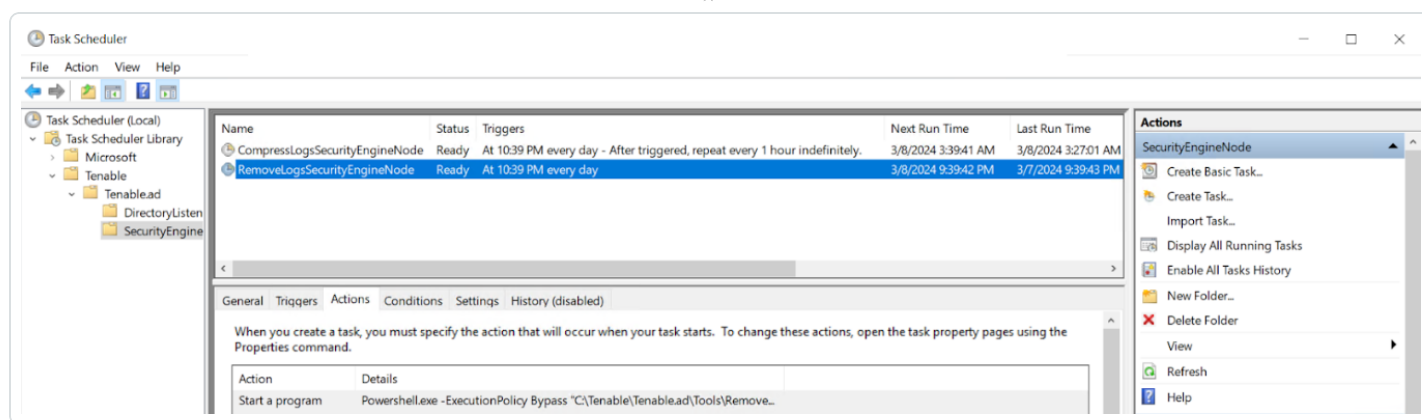 Task Scheduler
File Action View Help
Task Scheduler (Local)
Task Scheduler Library
Microsoft
Tenable
Tenable.ad
DirectoryListen
SecurityEngine
Name Status Triggers Next Run Time Last Run Time
CompressLogsSecurityEngineNode Ready At 10:39 PM every day - After triggered, repeat every 1 hour indefinitely. 3/8/2024 3:39:41 AM 3/8/2024 3:27:01 AM
RemoveLogsSecurityEngineNode Ready At 10:39 PM every day 3/8/2024 9:39:42 PM 3/7/2024 9:39:43 PM
General Triggers Actions Conditions Settings History (disabled)
When you create a task, you must specify the action that will occur when your task starts. To change these actions, open the task property pages using the
Properties command.
Action Details
Start a program Powershell.exe -ExecutionPolicy Bypass "C:\Tenable\Tenable.ad\Tools\Remove...
Actions
SecurityEngineNode
Create Basic Task...
Create Task...
Import Task...
Display All Running Tasks
Enable All Tasks History
New Folder...
Delete Folder
View
Refresh
Help